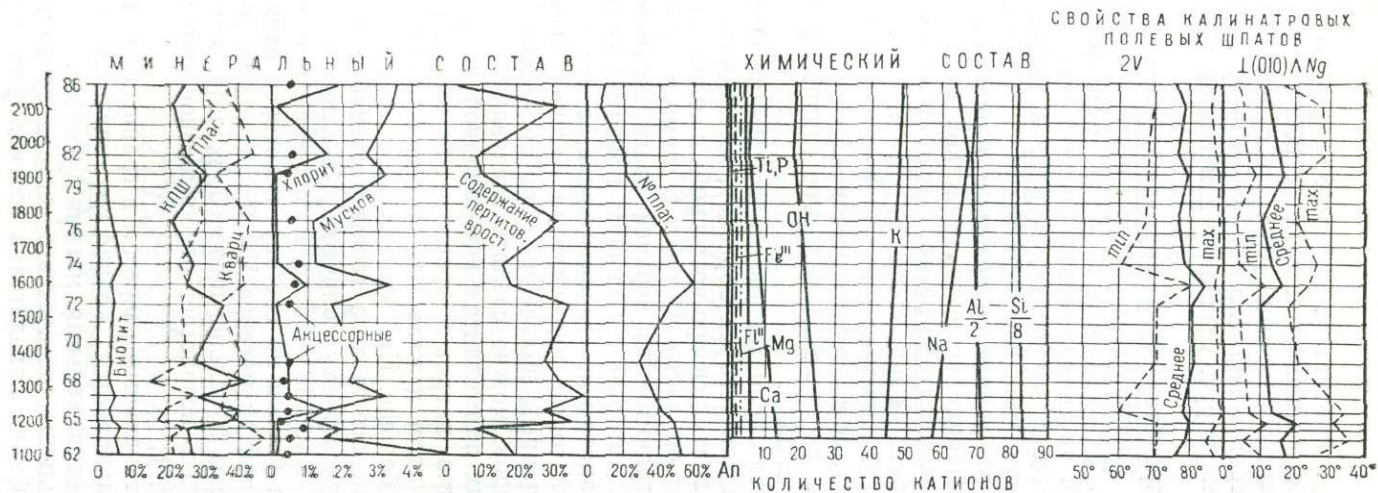 СВОЙСТВА КАЛИНАТРОВЫХ
ПОЛЕВЫХ ШПАТОВ
МИНЕРАЛЬНЫЙ СОСТАВ
ХИМИЧЕСКИЙ СОСТАВ
2V ⊥(010)ΛNg
86
2100
2000
82
1900
79
1800
76
1700
74
1600
72
1500
70
1400
68
1300
65
1200
62
1100
Биотит
КПШ
Плаг
Кварц
Хлорит
Мусков
Акцессорные
Содержание
пертитов.
врост.
№ плаг
Ti,P
Fe'''
Fl"
Mg
Ca
OH
K
Na
Al
2
Si
8
min
Среднее
max
min
Среднее
max
0 10% 20% 30% 40% 0 1% 2% 3% 4% 0 10% 20% 30% 0 20% 40% 60% An 10 20 30 40 50 60 70 80 90 50° 60° 70° 80° 0° 10° 20° 30° 40°
КОЛИЧЕСТВО КАТИОНОВ